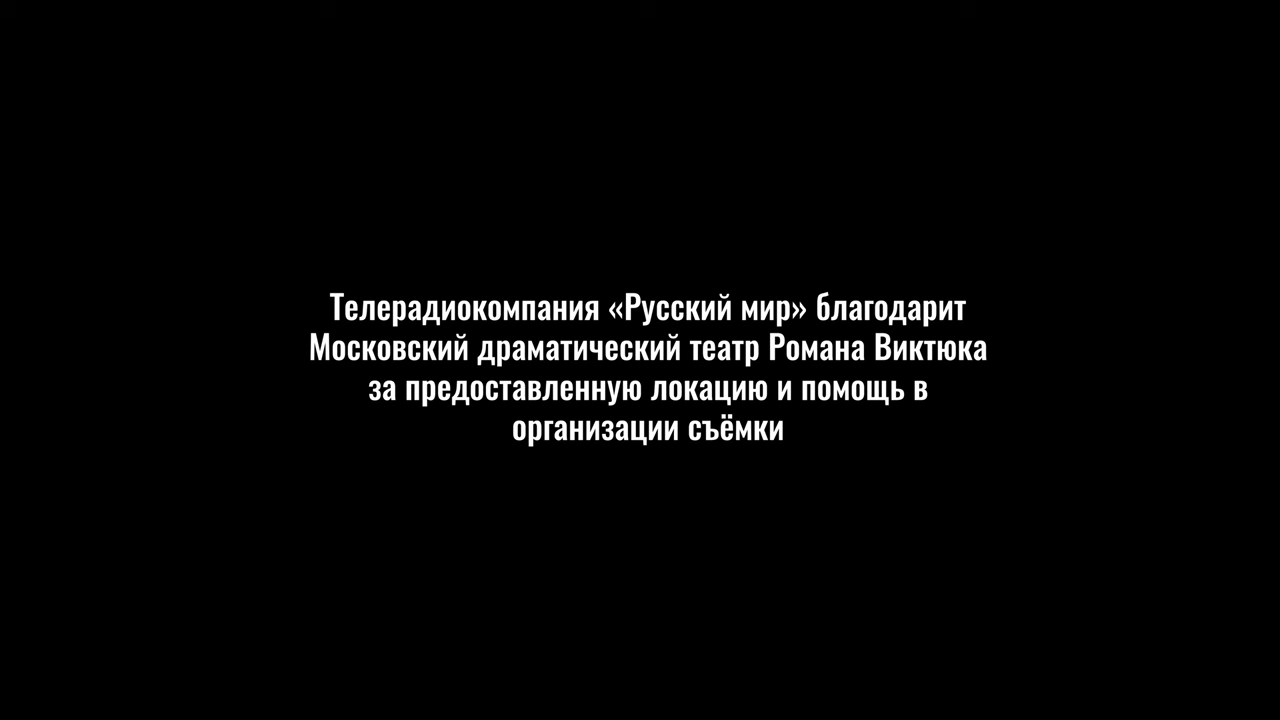 Телерадиокомпания «Русский мир» благодарит
Московский драматический театр Романа Виктюка
за предоставленную локацию и помощь в
организации съёмки